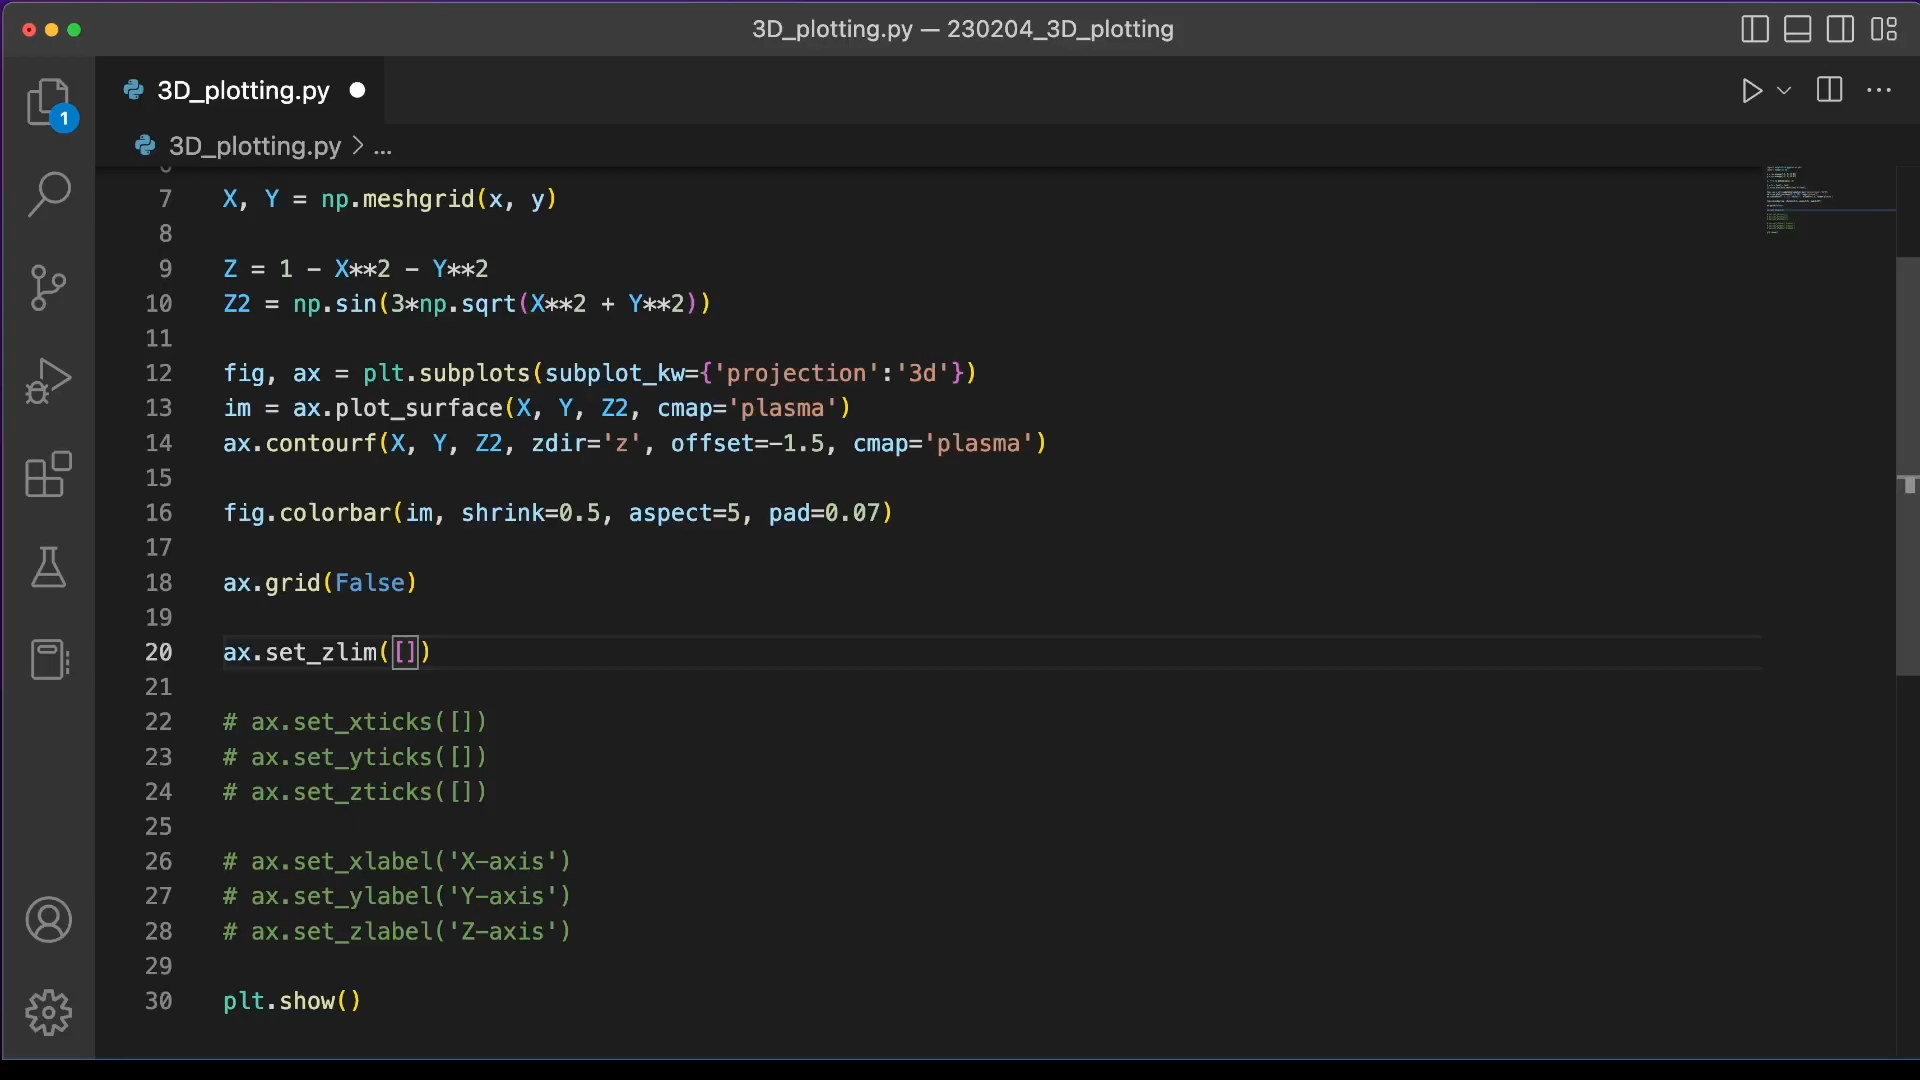 3D_plotting.py — 230204_3D_plotting
3D_plotting.py
1
3D_plotting.py > ...
7 X, Y = np.meshgrid(x, y)
8
9 Z = 1 - X**2 - Y**2
10 Z2 = np.sin(3*np.sqrt(X**2 + Y**2))
11
12 fig, ax = plt.subplots(subplot_kw={'projection':'3d'})
13 im = ax.plot_surface(X, Y, Z2, cmap='plasma')
14 ax.contourf(X, Y, Z2, zdir='z', offset=-1.5, cmap='plasma')
15
16 fig.colorbar(im, shrink=0.5, aspect=5, pad=0.07)
17
18 ax.grid(False)
19
20 ax.set_zlim([])
21
22 # ax.set_xticks([])
23 # ax.set_yticks([])
24 # ax.set_zticks([])
25
26 # ax.set_xlabel('X-axis')
27 # ax.set_ylabel('Y-axis')
28 # ax.set_zlabel('Z-axis')
29
30 plt.show()